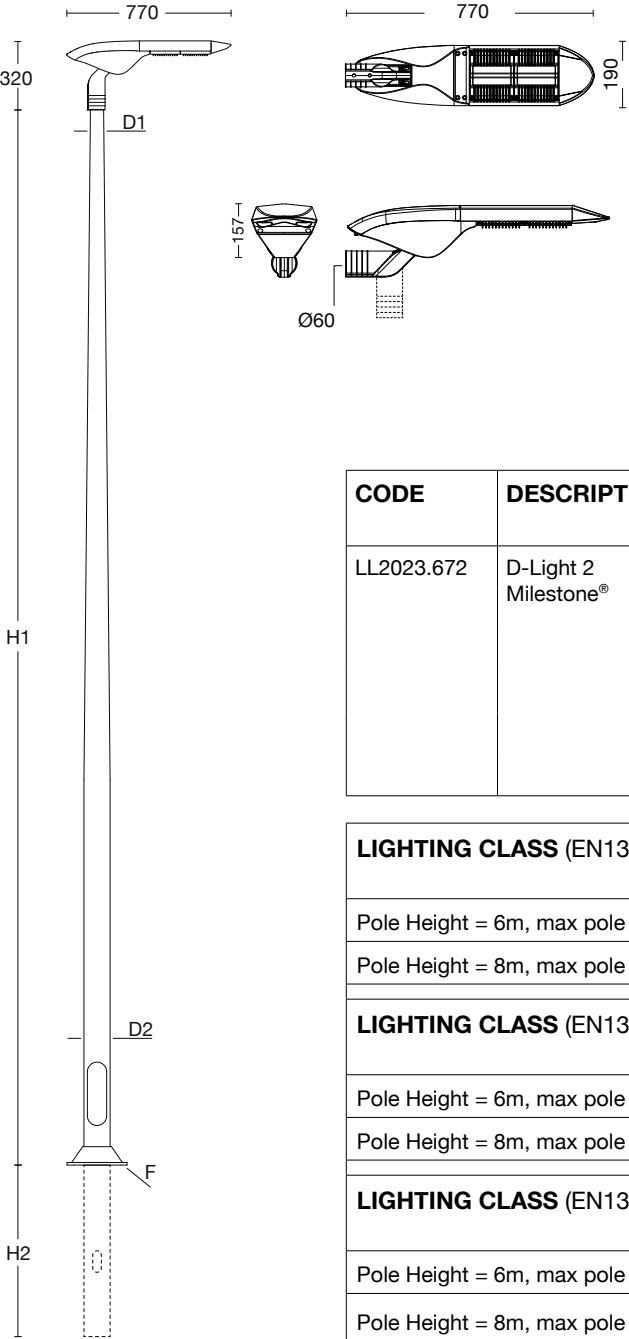 770
320
D1
770
190
157
Ø60
H1
CODE
DESCRIPT
LL2023.672
D-Light 2
Milestone®
LIGHTING CLASS (EN13
Pole Height = 6m, max pole
Pole Height = 8m, max pole
LIGHTING CLASS (EN13
Pole Height = 6m, max pole
Pole Height = 8m, max pole
LIGHTING CLASS (EN13
Pole Height = 6m, max pole
Pole Height = 8m, max pole
D2
F
H2